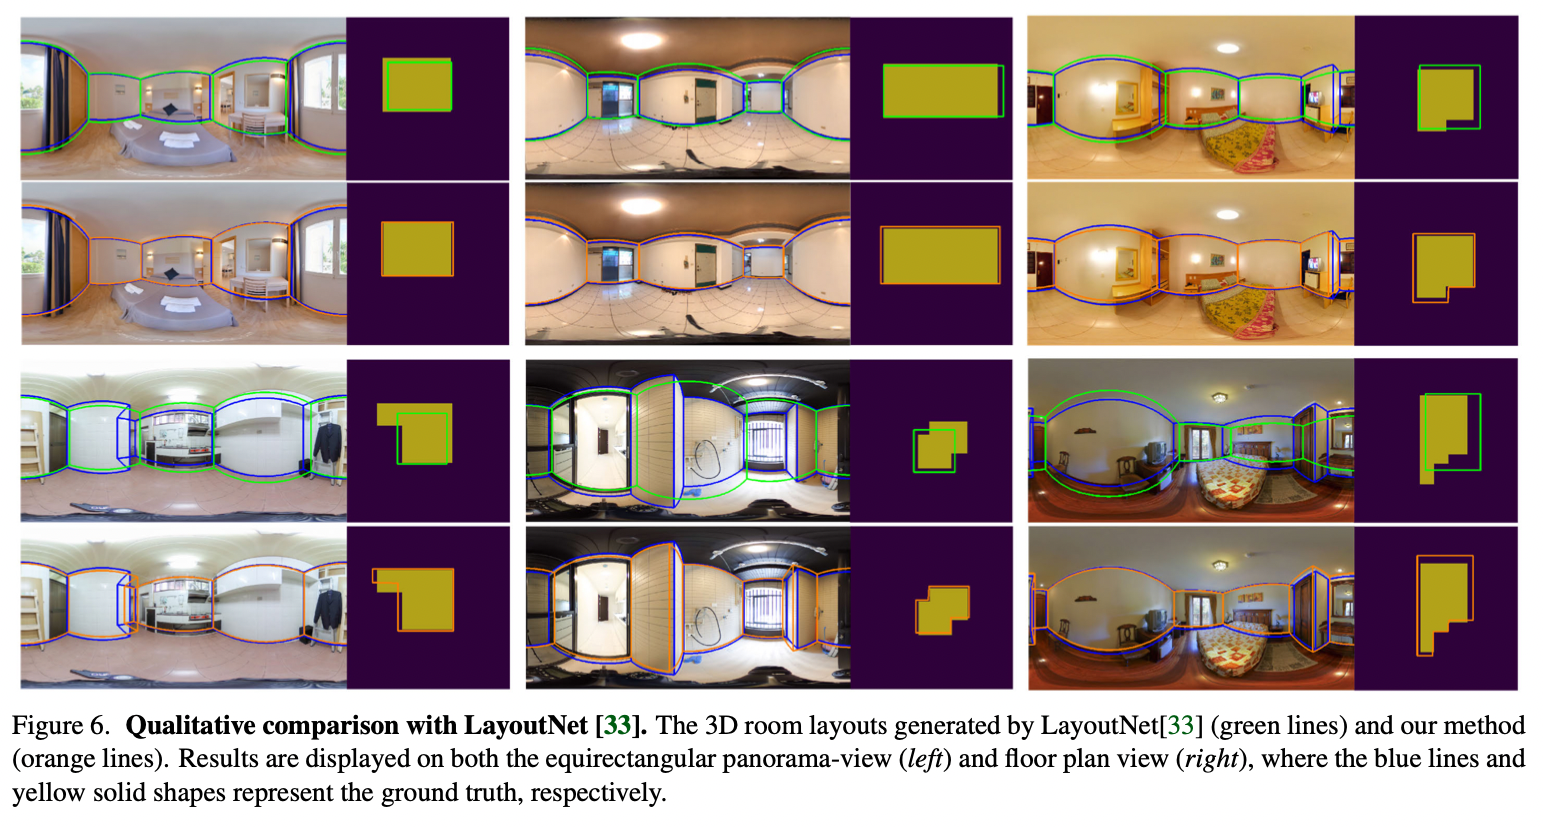 Figure 6. Qualitative comparison with LayoutNet [33]. The 3D room layouts generated by LayoutNet[33] (green lines) and our method
(orange lines). Results are displayed on both the equirectangular panorama-view (left) and floor plan view (right), where the blue lines and
yellow solid shapes represent the ground truth, respectively.